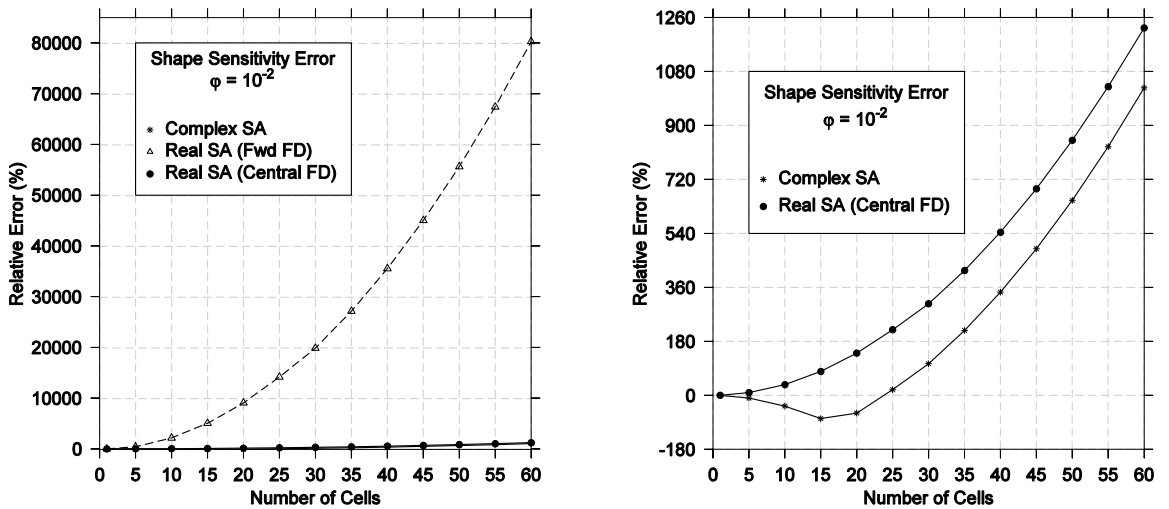 80000
70000
60000
50000
40000
30000
20000
10000
0
Relative Error (%)
Shape Sensitivity Error
φ = 10⁻²
Complex SA
Real SA (Fwd FD)
Real SA (Central FD)
0 5 10 15 20 25 30 35 40 45 50 55 60
Number of Cells
1260
1080
900
720
540
360
180
0
-180
Relative Error (%)
Shape Sensitivity Error
φ = 10⁻²
Complex SA
Real SA (Central FD)
0 5 10 15 20 25 30 35 40 45 50 55 60
Number of Cells